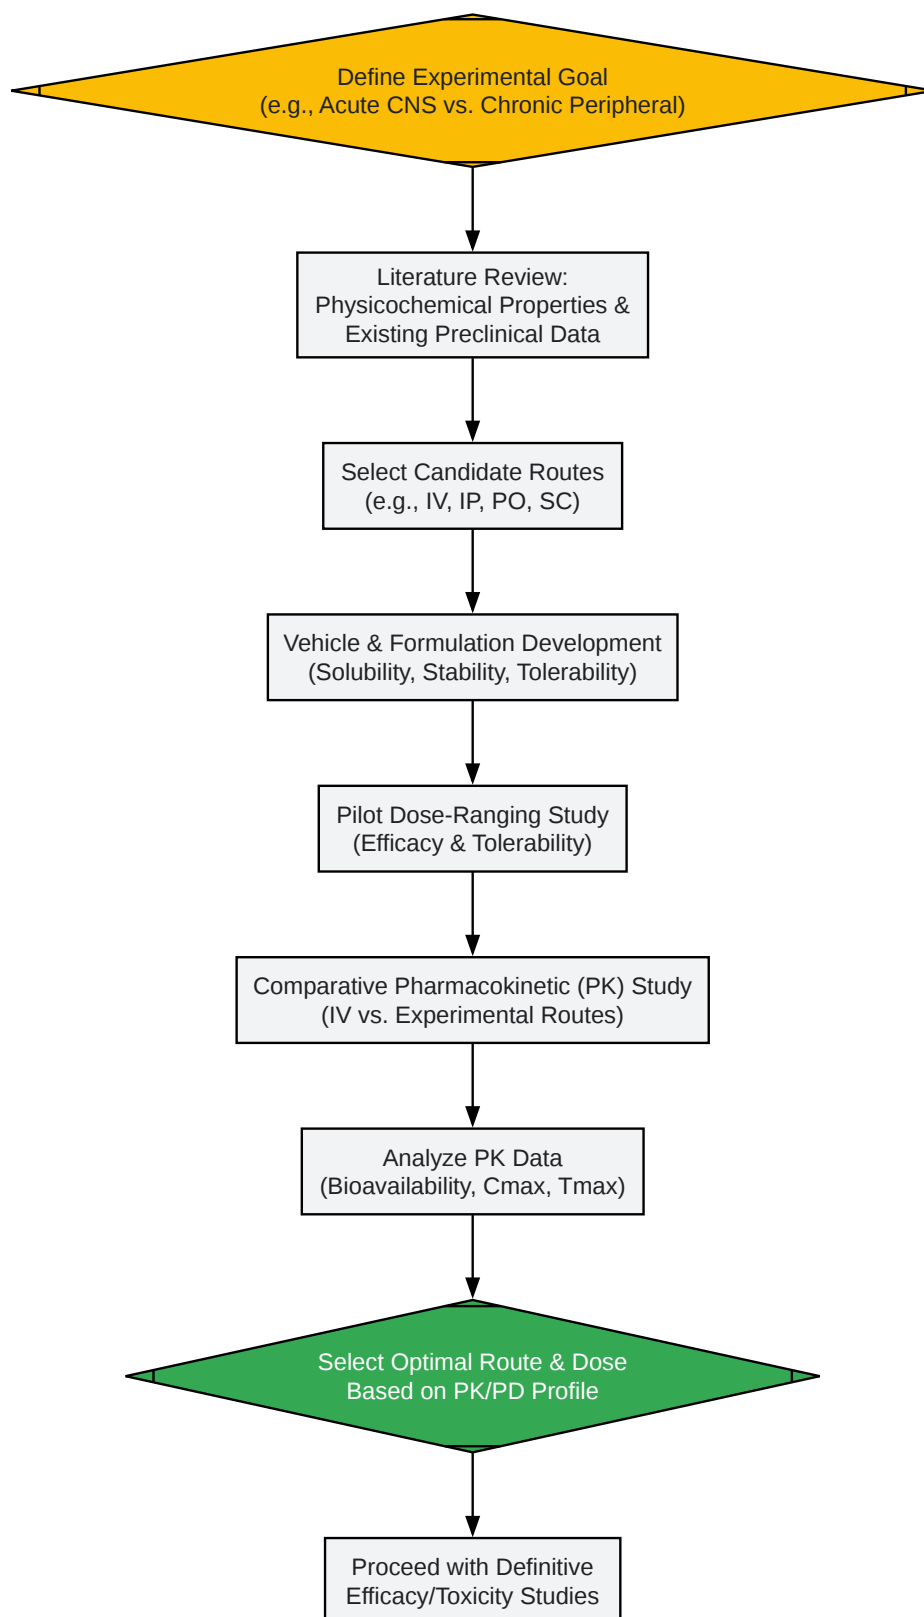 Define Experimental Goal
(e.g., Acute CNS vs. Chronic Peripheral)
Literature Review:
Physicochemical Properties &
Existing Preclinical Data
Select Candidate Routes
(e.g., IV, IP, PO, SC)
Vehicle & Formulation Development
(Solubility, Stability, Tolerability)
Pilot Dose-Ranging Study
(Efficacy & Tolerability)
Comparative Pharmacokinetic (PK) Study
(IV vs. Experimental Routes)
Analyze PK Data
(Bioavailability, Cmax, Tmax)
Select Optimal Route & Dose
Based on PK/PD Profile
Proceed with Definitive
Efficacy/Toxicity Studies